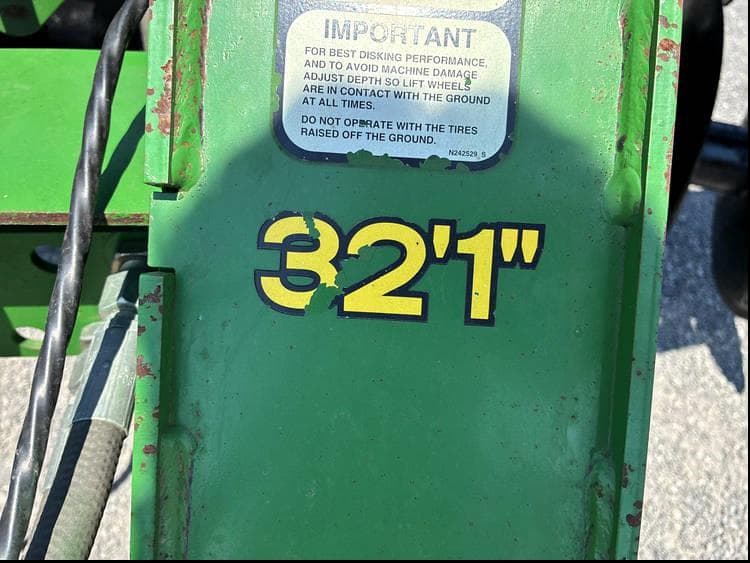 IMPORTANT
FOR BEST DISKING PERFORMANCE,
AND TO AVOID MACHINE DAMAGE
ADJUST DEPTH SO LIFT WHEELS
ARE IN CONTACT WITH THE GROUND
AT ALL TIMES.
DO NOT OPERATE WITH THE TIRES
RAISED OFF THE GROUND.
N242529 S
32'1"